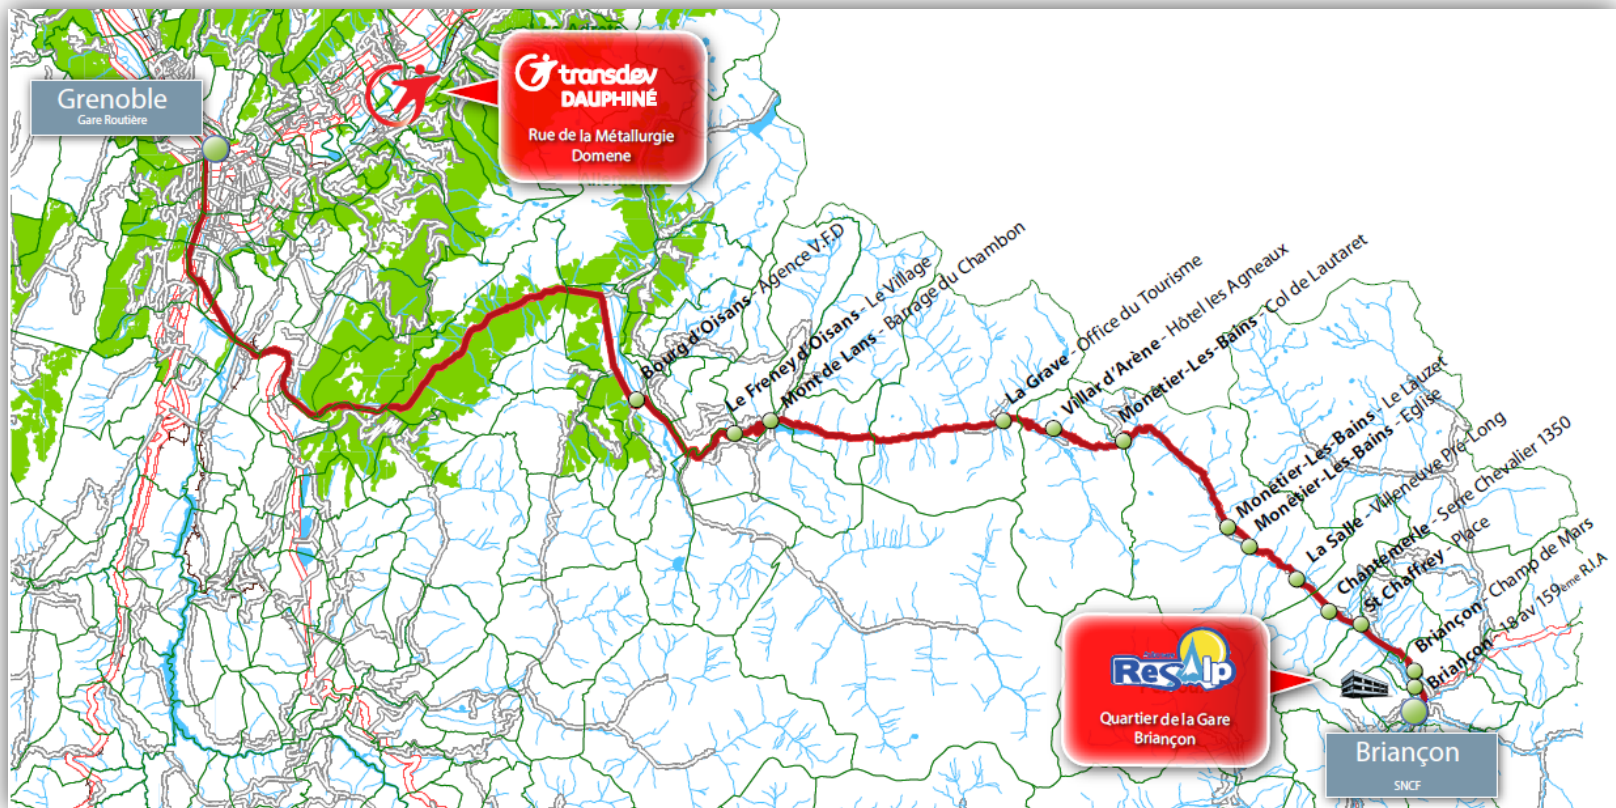 Grenoble
Gare Routière
transdev
DAUPHINÉ
Rue de la Métallurgie
Domene
Bourg d'Oisans - Agence V.F.D
Le Freney d'Oisans - Le Village
Mont de Lans - Barrage du Chambon
La Grave - Office du Tourisme
Villar d'Arène - Hôtel les Agneaux
Monêtier-Les-Bains - Col de Lautaret
Monêtier-Les-Bains - Le Lauzet
Monêtier-Les-Bains - Eglise
La Salle - Villeneuve Pré-Long
Chantemerle - Serre Chevalier 1350
St Chaffrey - Place
Briançon - Champ de Mars
Briançon - 18 av 159ème R.I.A
ResAlp
Quartier de la Gare
Briançon
Briançon
SNCF